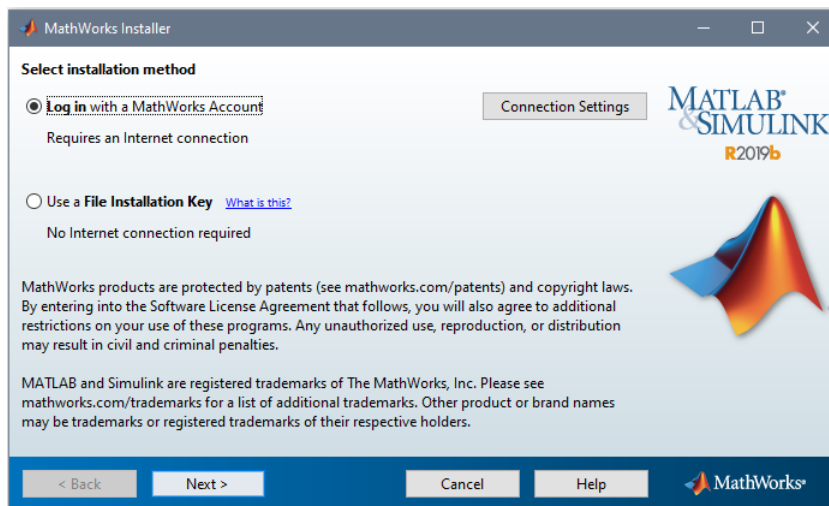 MathWorks Installer
Select installation method
Log in with a MathWorks Account
Connection Settings
Requires an Internet connection
MATLAB®
&SIMULINK
R2019b
Use a File Installation Key What is this?
No Internet connection required
MathWorks products are protected by patents (see mathworks.com/patents) and copyright laws.
By entering into the Software License Agreement that follows, you will also agree to additional
restrictions on your use of these programs. Any unauthorized use, reproduction, or distribution
may result in civil and criminal penalties.
MATLAB and Simulink are registered trademarks of The MathWorks, Inc. Please see
mathworks.com/trademarks for a list of additional trademarks. Other product or brand names
may be trademarks or registered trademarks of their respective holders.
< Back Next > Cancel Help MathWorks®